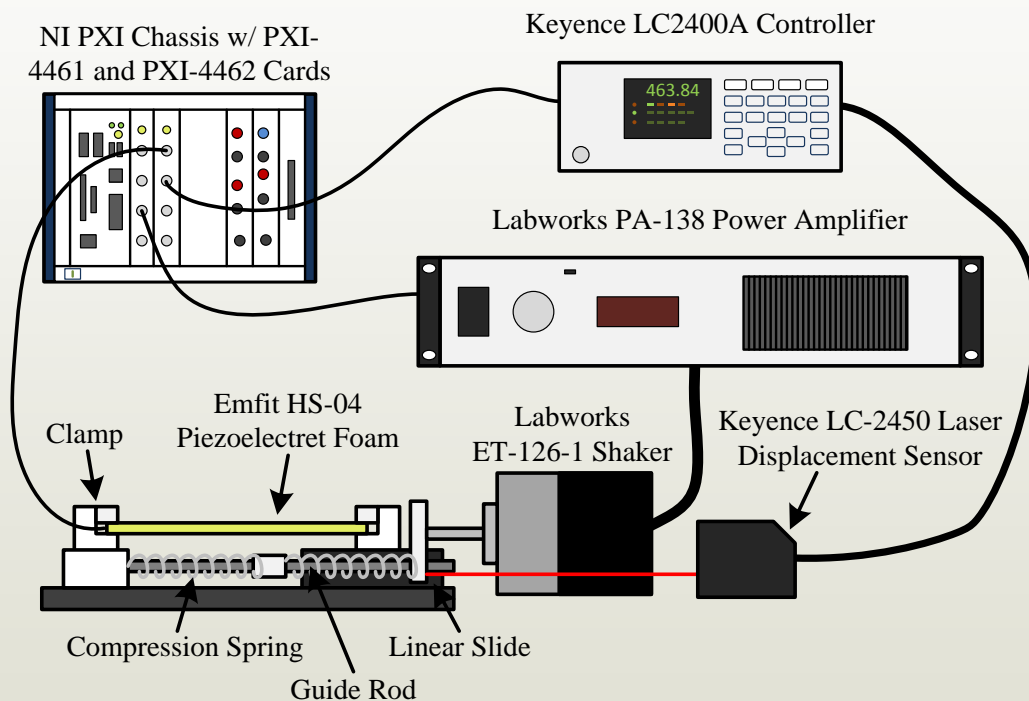 NI PXI Chassis w/ PXI-
4461 and PXI-4462 Cards
Keyence LC2400A Controller
463.84
Labworks PA-138 Power Amplifier
Emfit HS-04
Piezoelectret Foam
Clamp
Labworks
ET-126-1 Shaker
Keyence LC-2450 Laser
Displacement Sensor
Compression Spring
Linear Slide
Guide Rod